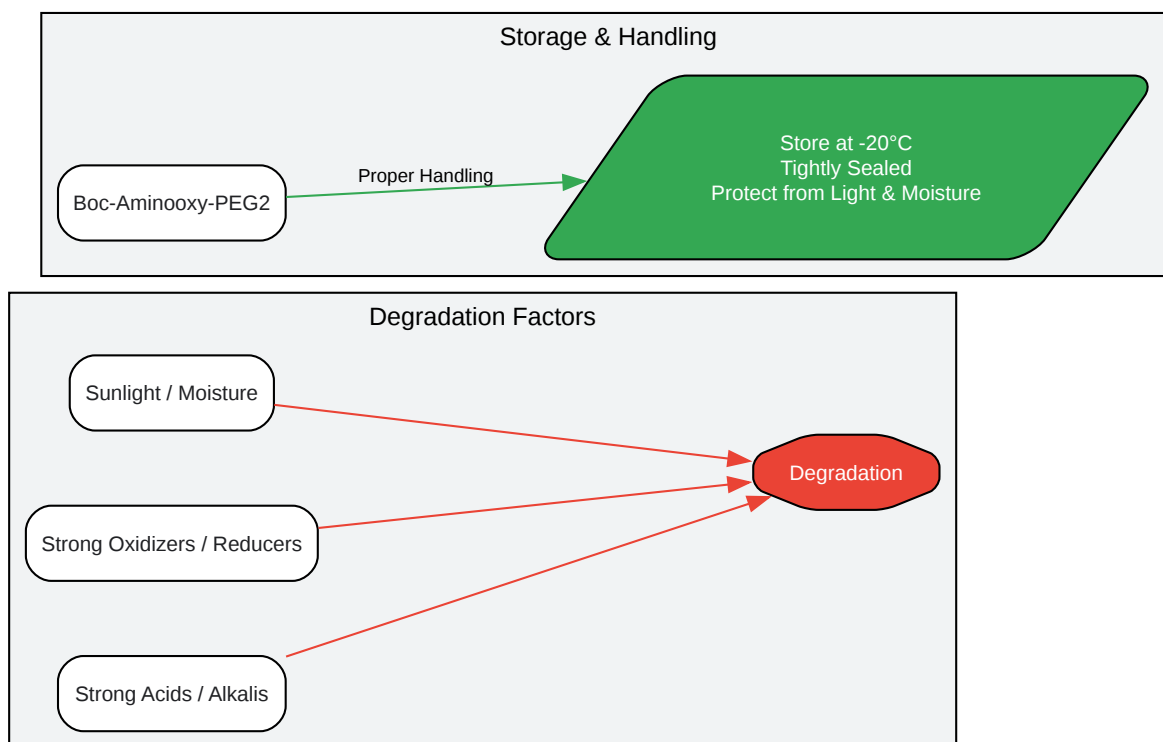 Storage & Handling
Boc-Aminooxy-PEG2
Proper Handling
Store at -20°C
Tightly Sealed
Protect from Light & Moisture
Degradation Factors
Sunlight / Moisture
Strong Oxidizers / Reducers
Strong Acids / Alkalis
Degradation